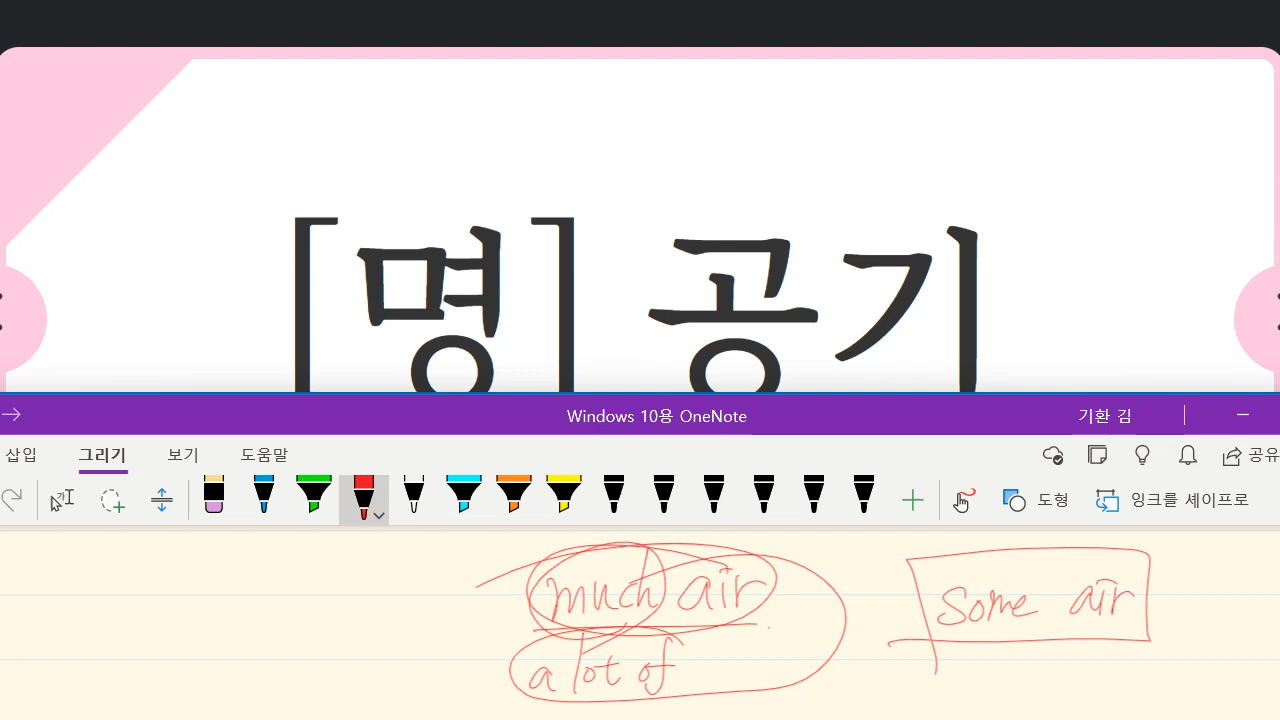 [명] 공기
Windows 10용 OneNote
기환 김
삽입 그리기 보기 도움말
공유
가
도형
잉크를 셰이프로
much air
some air
a lot of